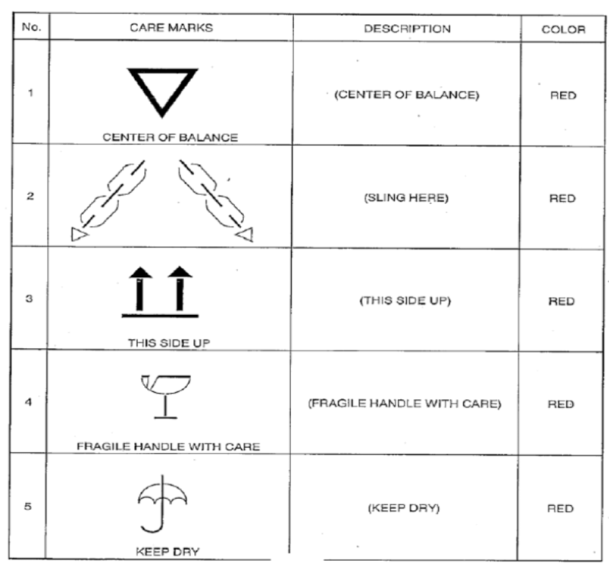 No. CARE MARKS DESCRIPTION COLOR
1 (CENTER OF BALANCE) RED
CENTER OF BALANCE
2 (SLING HERE) RED
3 (THIS SIDE UP) RED
THIS SIDE UP
4 (FRAGILE HANDLE WITH CARE) RED
FRAGILE HANDLE WITH CARE
5 (KEEP DRY) RED
KEEP DRY